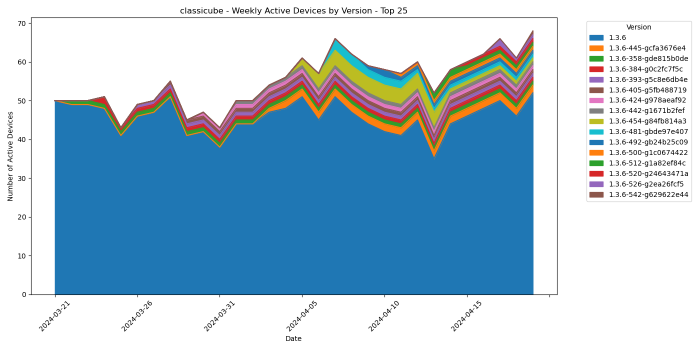 classicube - Weekly Active Devices by Version - Top 25
Number of Active Devices
70
60
50
40
30
20
10
0
2024-03-21
2024-03-26
2024-03-31
2024-04-05
2024-04-10
2024-04-15
Date
Version
1.3.6
1.3.6-445-gcfa3676e4
1.3.6-358-gde815b0de
1.3.6-384-g0c2fc7f5c
1.3.6-393-g5c8e6db4e
1.3.6-405-g5fb488719
1.3.6-424-g978aeaf92
1.3.6-442-g1671b2fef
1.3.6-454-g84fb814a3
1.3.6-481-gbde97e407
1.3.6-492-gb24b25c09
1.3.6-500-g1c0674422
1.3.6-512-g1a82ef84c
1.3.6-520-g24643471a
1.3.6-526-g2ea26fcf5
1.3.6-542-g629622e44